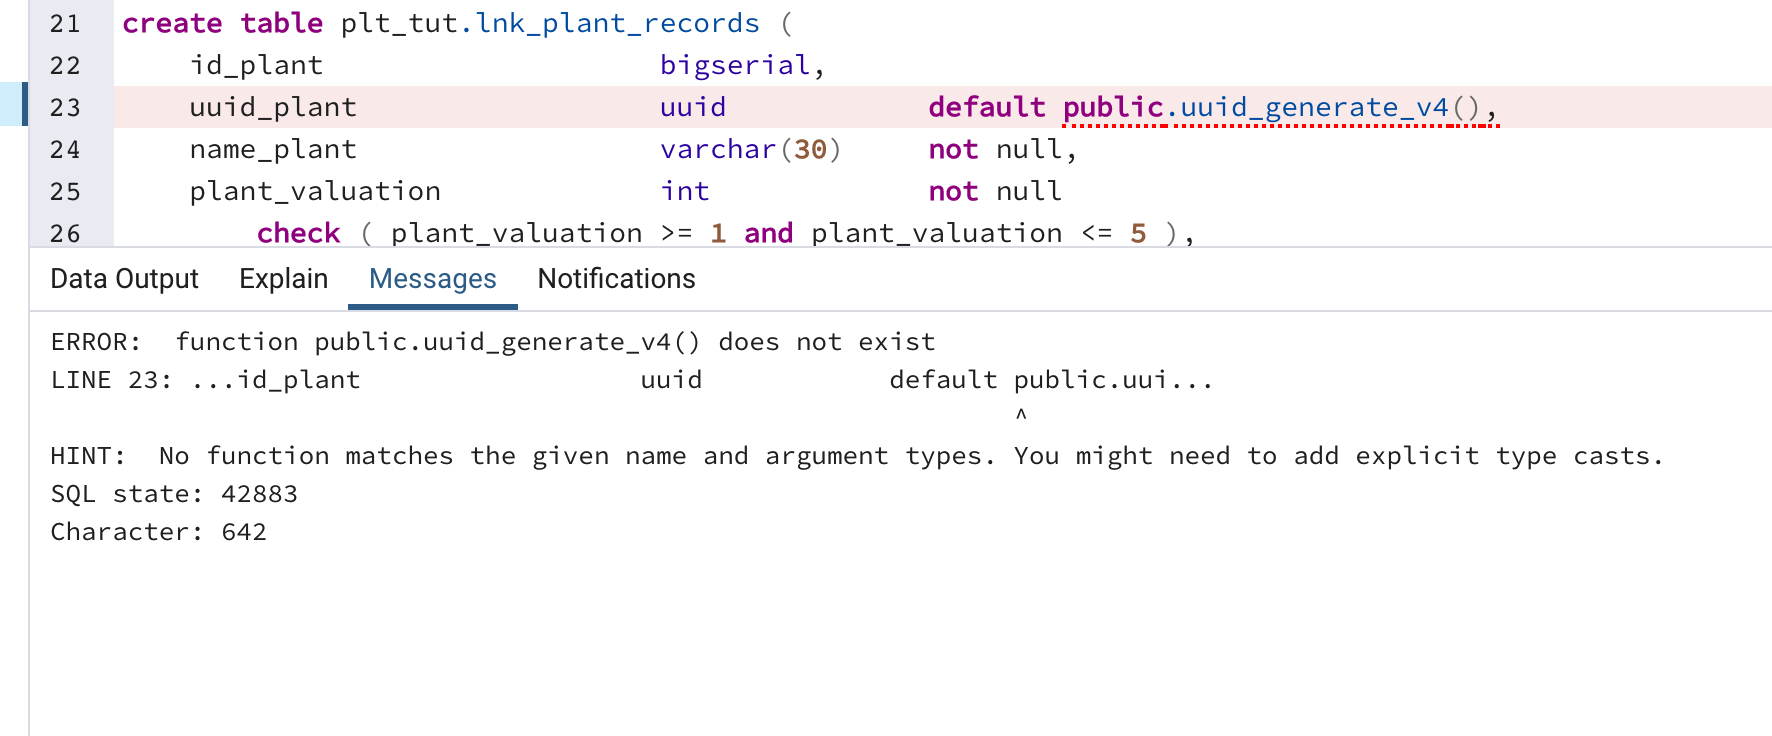 21 create table plt_tut.lnk_plant_records (
22 id_plant bigserial,
23 uuid_plant uuid default public.uuid_generate_v4(),
24 name_plant varchar(30) not null,
25 plant_valuation int not null
26 check ( plant_valuation >= 1 and plant_valuation <= 5 ),
Data Output Explain Messages Notifications
ERROR: function public.uuid_generate_v4() does not exist
LINE 23: ...id_plant uuid default public.uui...
^
HINT: No function matches the given name and argument types. You might need to add explicit type casts.
SQL state: 42883
Character: 642